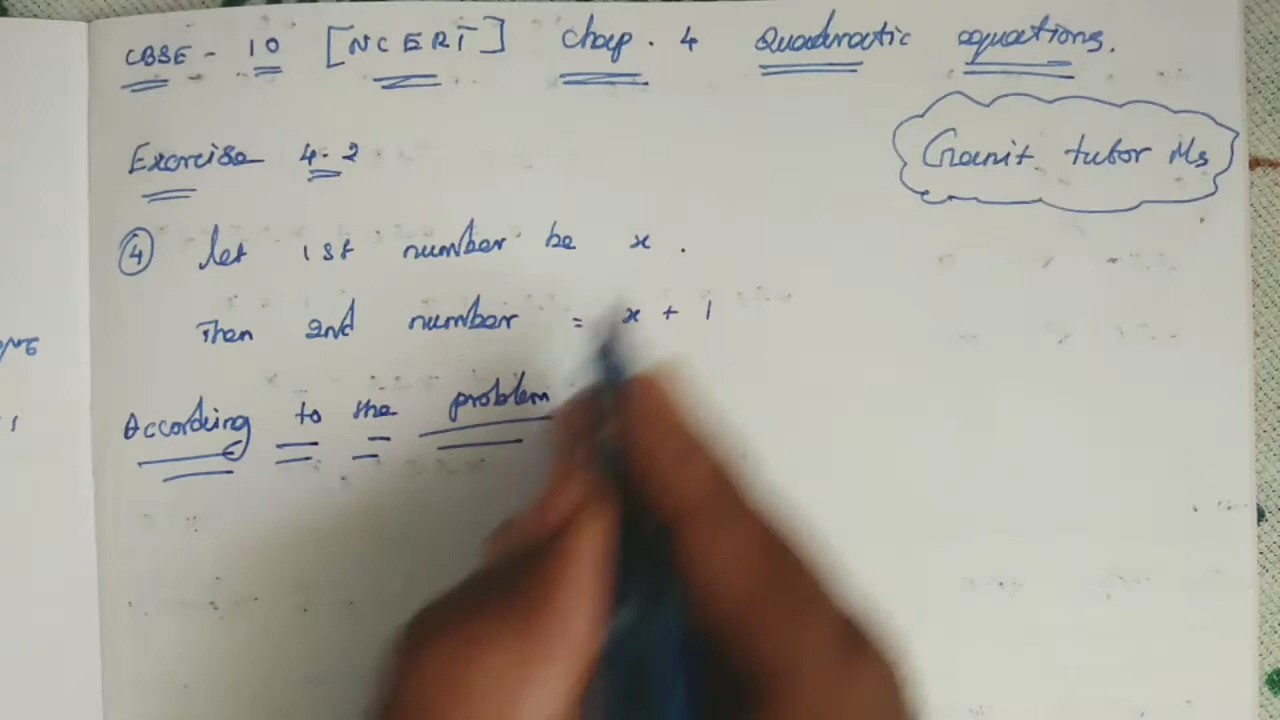 CBSE - 10 [NCERT] Chap. 4 Quadratic equations.
Ganit tutor Ms
Exercise 4.2
④ let 1st number be x.
Then 2nd number = x + 1
According to the problem